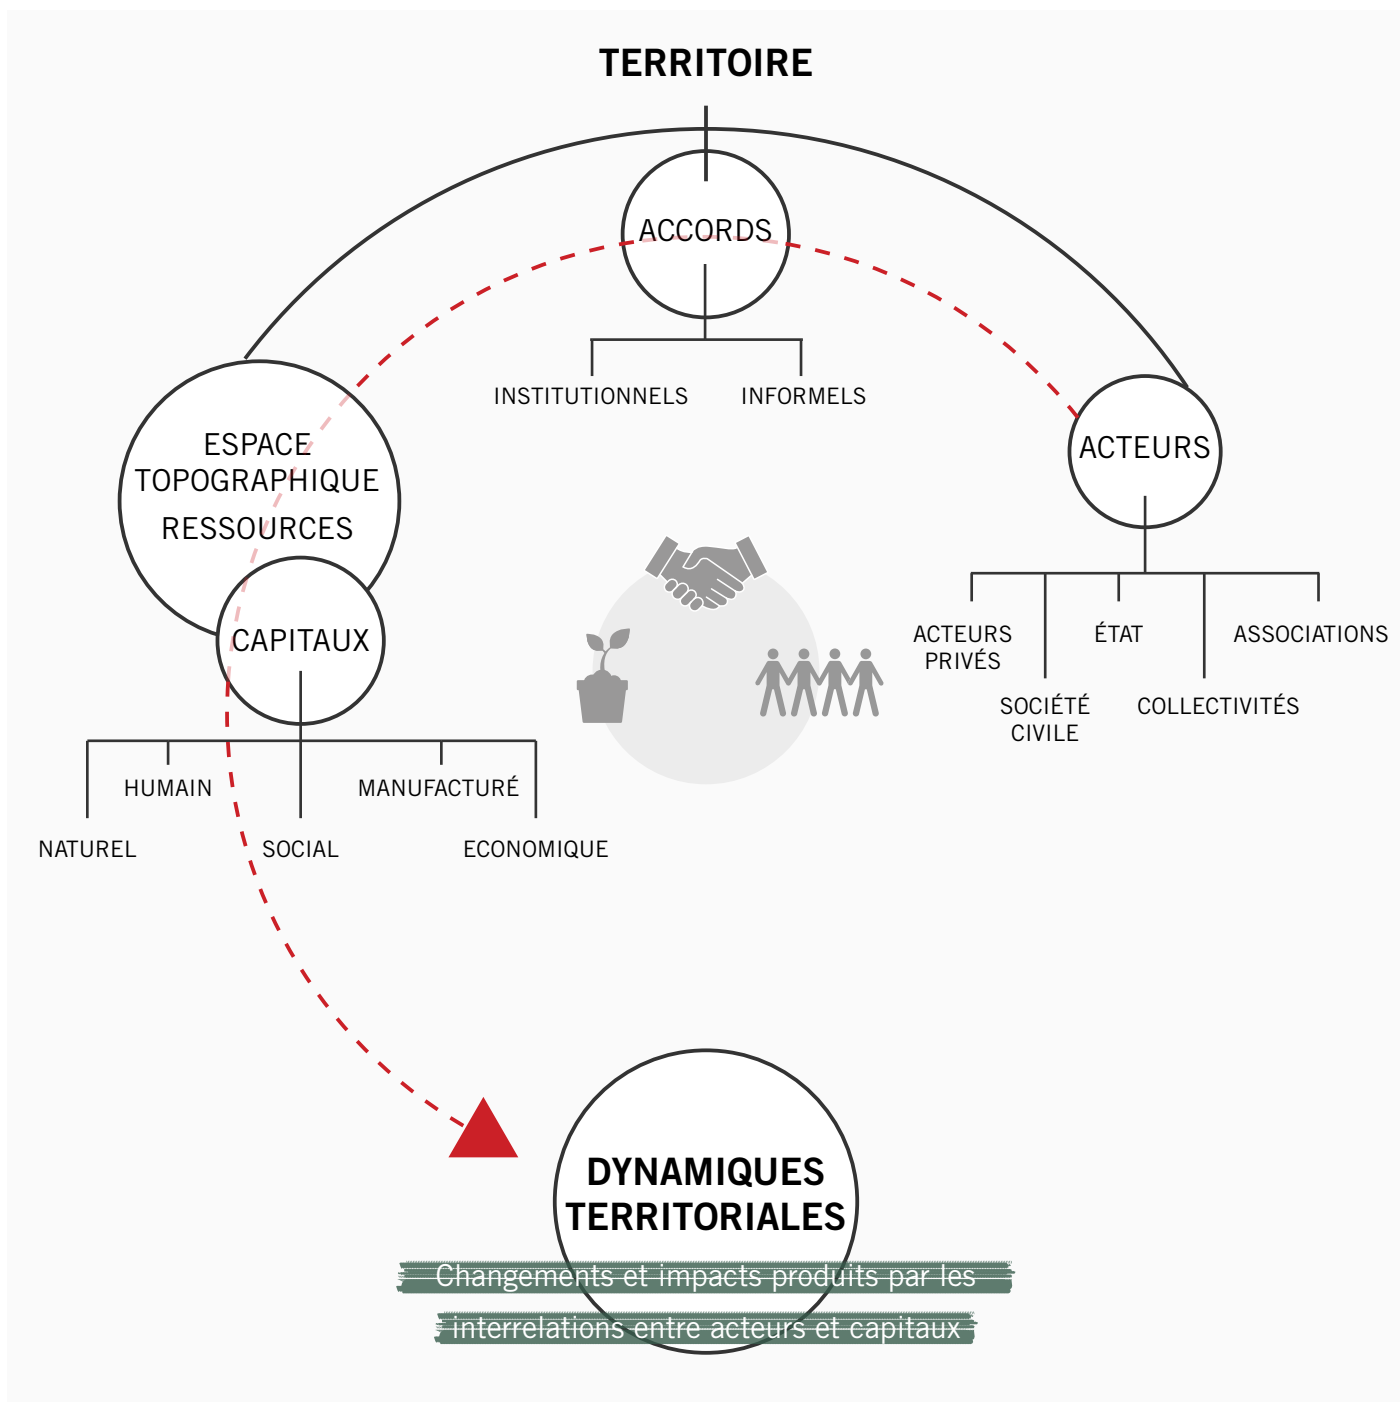 TERRITOIRE
ACCORDS
INSTITUTIONNELS
INFORMELS
ESPACE
TOPOGRAPHIQUE
RESSOURCES
CAPITAUX
HUMAIN
MANUFACTURÉ
NATUREL
SOCIAL
ECONOMIQUE
ACTEURS
ACTEURS
PRIVÉS
ÉTAT
ASSOCIATIONS
SOCIÉTÉ
CIVILE
COLLECTIVITÉS
DYNAMIQUES
TERRITORIALES
Changements et impacts produits par les
interrelations entre acteurs et capitaux